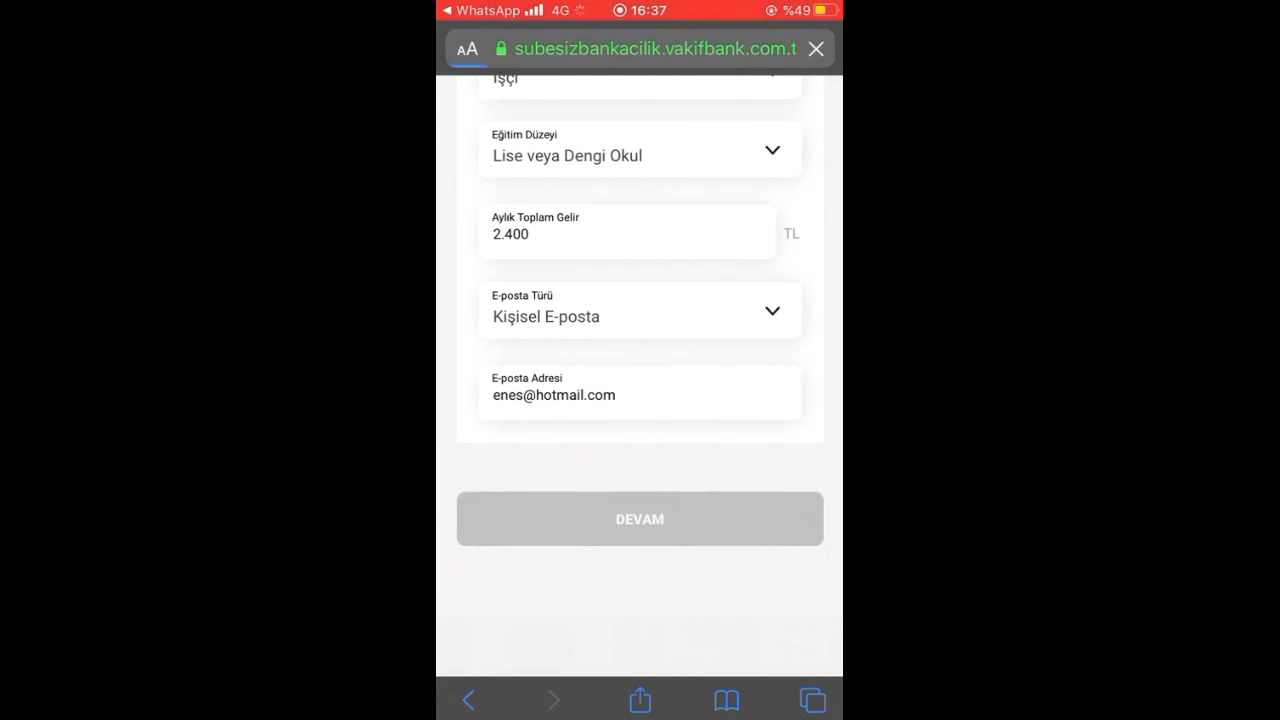 WhatsApp 4G 16:37 %49
AA subesizbankacilik.vakifbank.com.t
İşçi
Eğitim Düzeyi
Lise veya Dengi Okul
Aylık Toplam Gelir
2.400
TL
E-posta Türü
Kişisel E-posta
E-posta Adresi
enes@hotmail.com
DEVAM